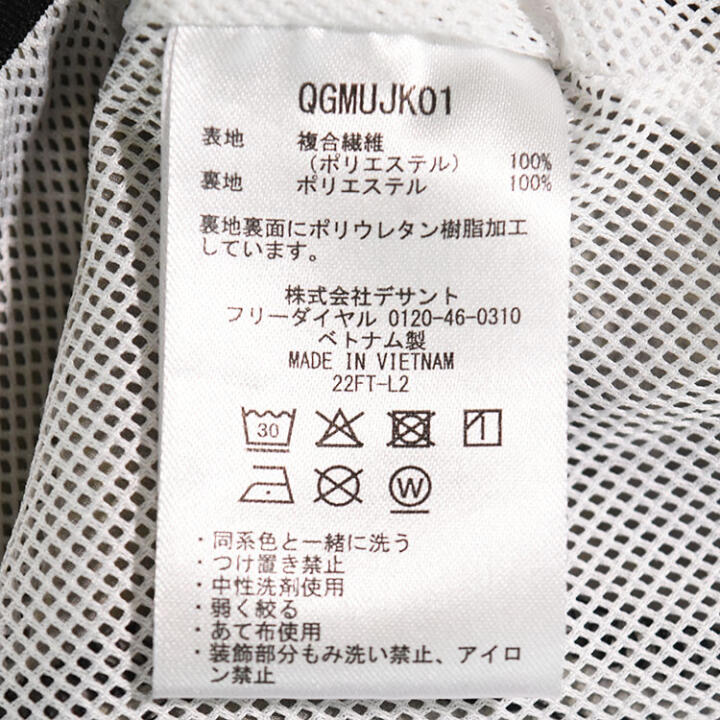 QGMUJK01
表地 複合繊維
(ポリエステル) 100%
裏地 ポリエステル 100%
裏地裏面にポリウレタン樹脂加工
しています。
株式会社デサント
フリーダイヤル 0120-46-0310
ベトナム製
MADE IN VIETNAM
22FT-L2
30
W
・同系色と一緒に洗う
・つけ置き禁止
・中性洗剤使用
・弱く絞る
・あて布使用
・装飾部分もみ洗い禁止、アイロ
ン禁止